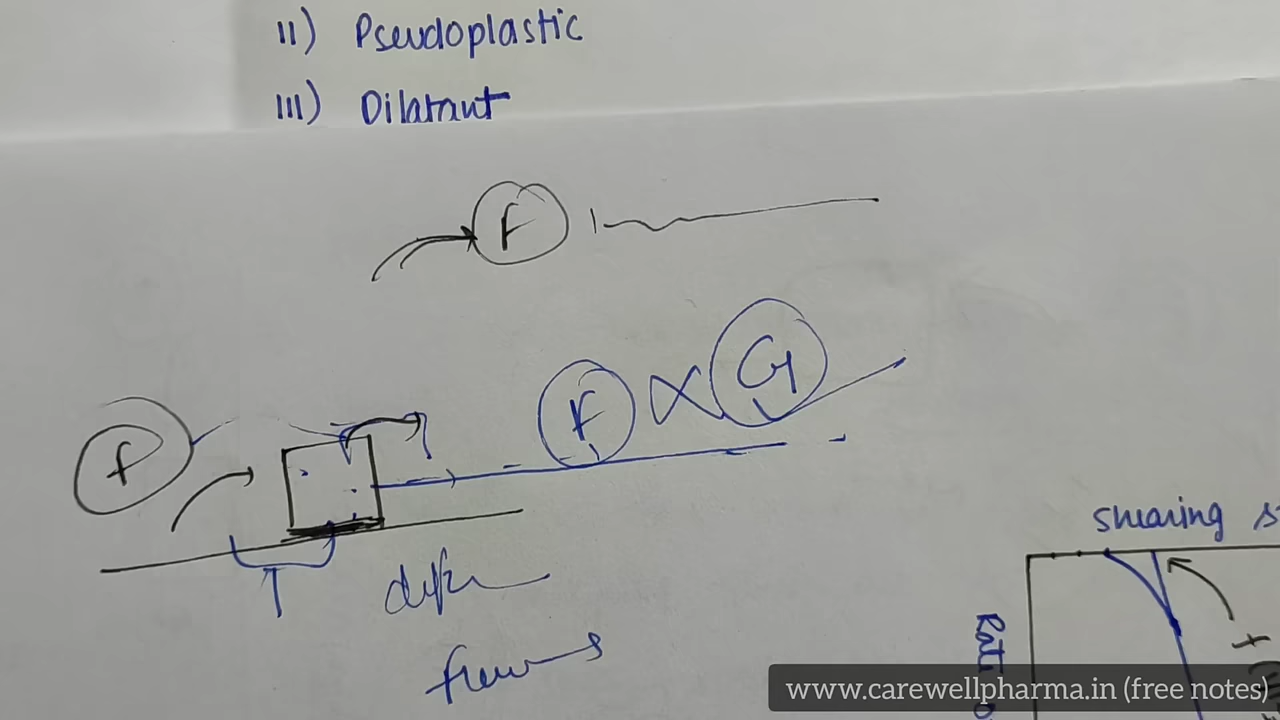 II) Pseudoplastic
III) Dilatant
F
F ∝ G
f
shearing
www.carewellpharma.in (free notes)